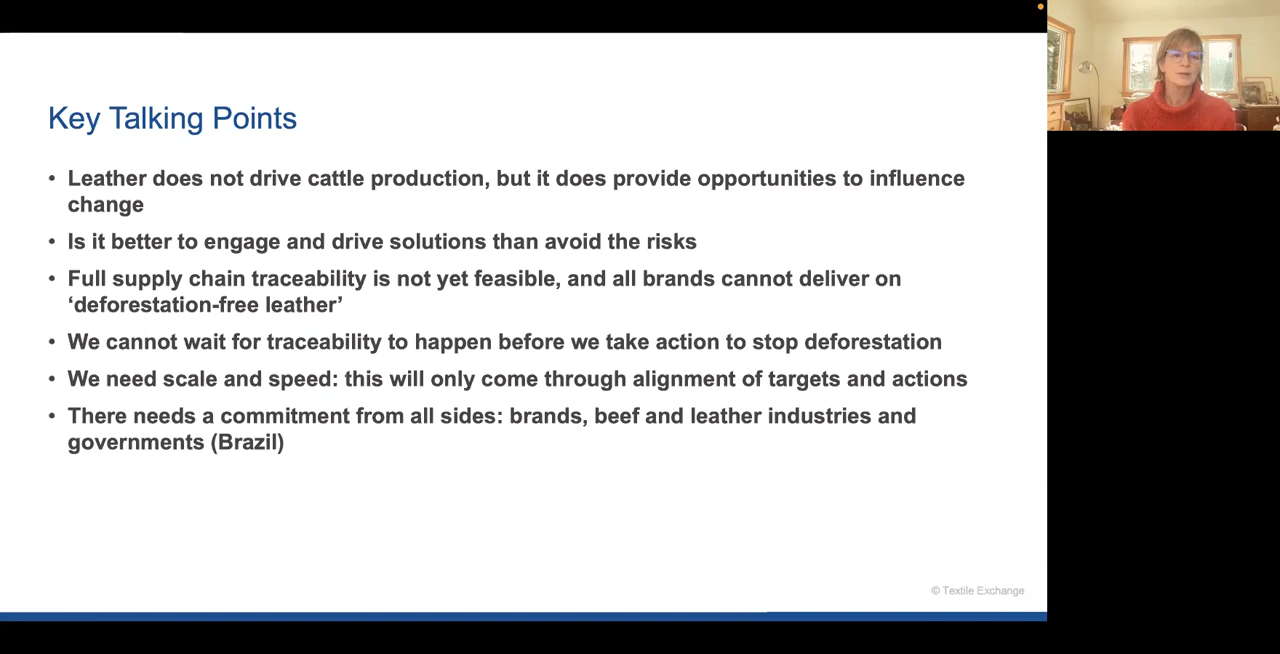 Key Talking Points
• Leather does not drive cattle production, but it does provide opportunities to influence
change
• Is it better to engage and drive solutions than avoid the risks
• Full supply chain traceability is not yet feasible, and all brands cannot deliver on
‘deforestation-free leather’
• We cannot wait for traceability to happen before we take action to stop deforestation
• We need scale and speed: this will only come through alignment of targets and actions
• There needs a commitment from all sides: brands, beef and leather industries and
governments (Brazil)
© Textile Exchange